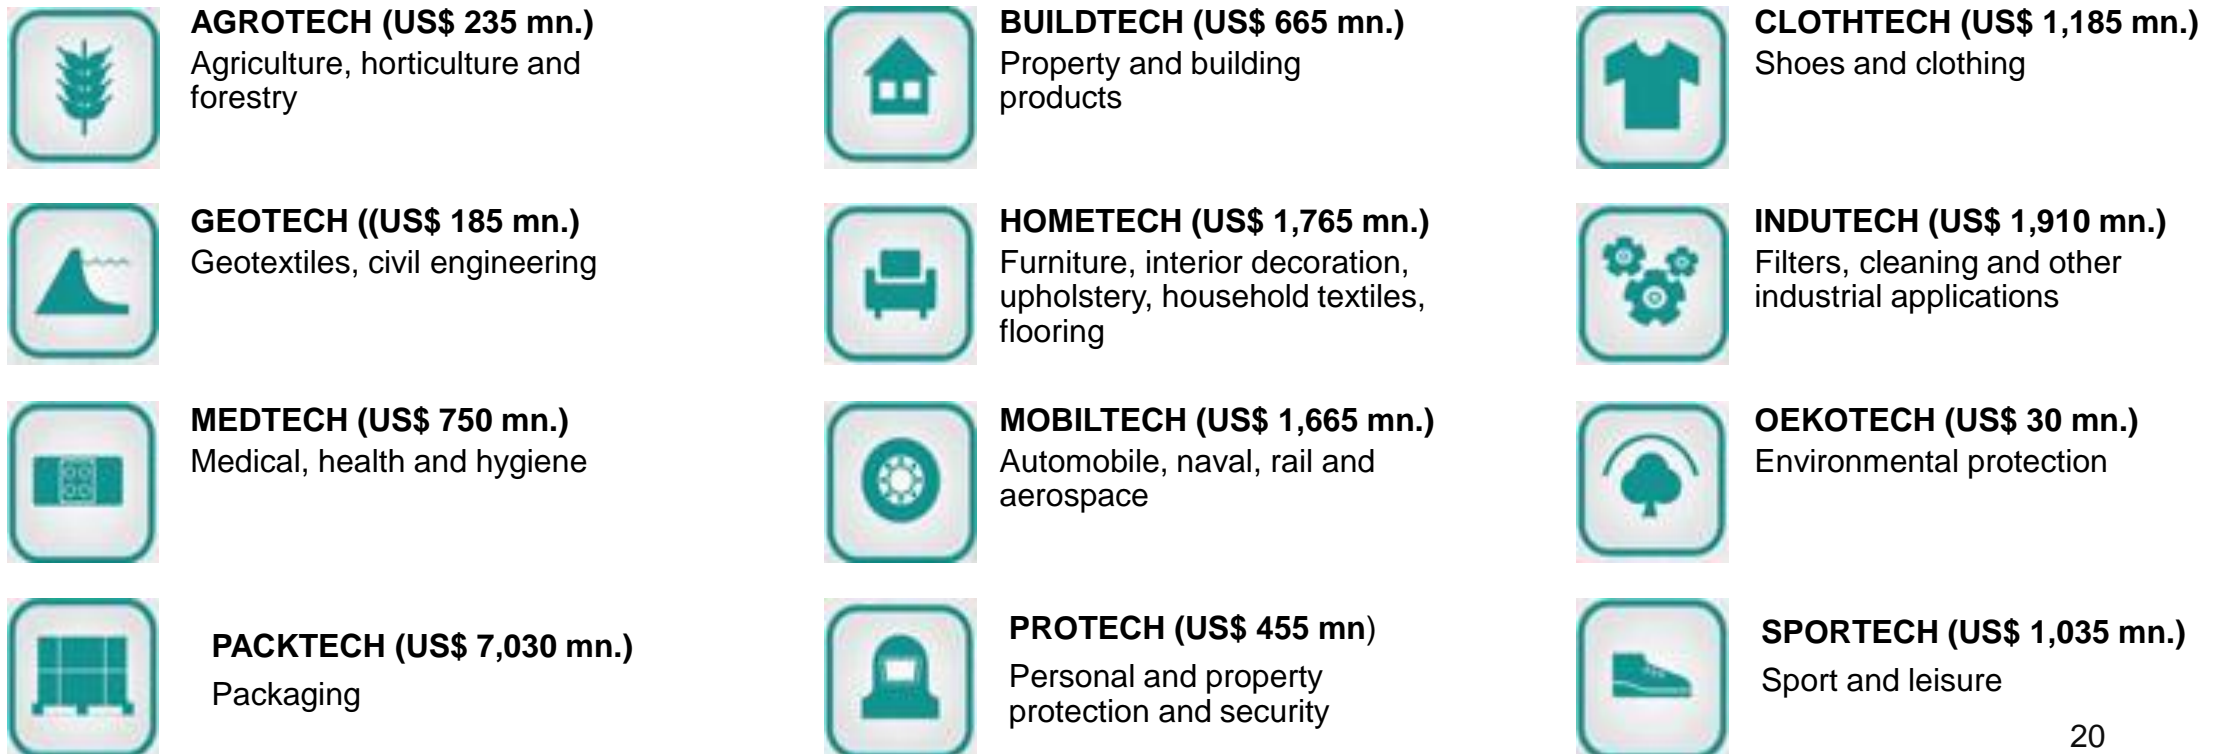 AGROTECH (US$ 235 mn.)
Agriculture, horticulture and
forestry
BUILDTECH (US$ 665 mn.)
Property and building
products
CLOTHTECH (US$ 1,185 mn.)
Shoes and clothing
GEOTECH ((US$ 185 mn.)
Geotextiles, civil engineering
HOMETECH (US$ 1,765 mn.)
Furniture, interior decoration,
upholstery, household textiles,
flooring
INDUTECH (US$ 1,910 mn.)
Filters, cleaning and other
industrial applications
MEDTECH (US$ 750 mn.)
Medical, health and hygiene
MOBILTECH (US$ 1,665 mn.)
Automobile, naval, rail and
aerospace
OEKOTECH (US$ 30 mn.)
Environmental protection
PACKTECH (US$ 7,030 mn.)
Packaging
PROTECH (US$ 455 mn)
Personal and property
protection and security
SPORTECH (US$ 1,035 mn.)
Sport and leisure
20